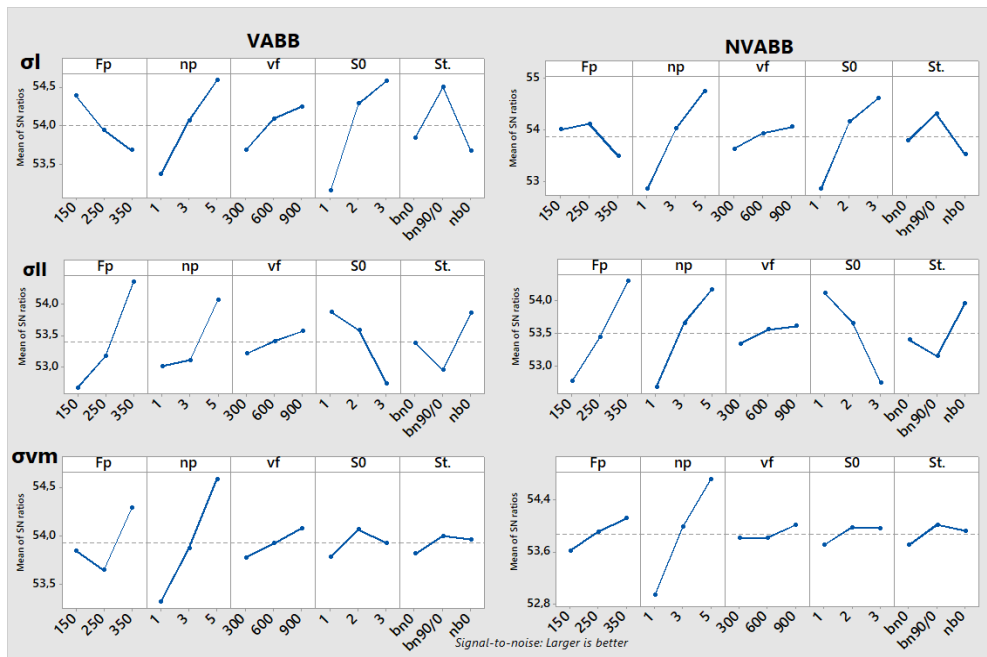 VABB
NVABB
σI
Fp np vf S0 St.
Fp np vf S0 St.
Mean of SN ratios
54,5
54,0
53,5
Mean of SN ratios
55
54
53
150 250 350 1 3 5 300 600 900 1 2 3 bn0 bn90/0 nb0
150 250 350 1 3 5 300 600 900 1 2 3 bn0 bn90/0 nb0
σII
Fp np vf S0 St.
Fp np vf S0 St.
Mean of SN ratios
54,0
53.5
53,0
Mean of SN ratios
54,0
53,5
53,0
150 250 350 1 3 5 300 600 900 1 2 3 bn0 bn90/0 nb0
150 250 350 1 3 5 300 600 900 1 2 3 bn0 bn90/0 nb0
σvm
Fp np vf S0 St.
Fp np vf S0 St.
Mean of SN ratios
54,5
54,0
53,5
Mean of SN ratios
54,4
53,6
52,8
150 250 350 1 3 5 300 600 900 1 2 3 bn0 bn90/0 nb0
150 250 350 1 3 5 300 600 900 1 2 3 bn0 bn90/0 nb0
Signal-to-noise: Larger is better